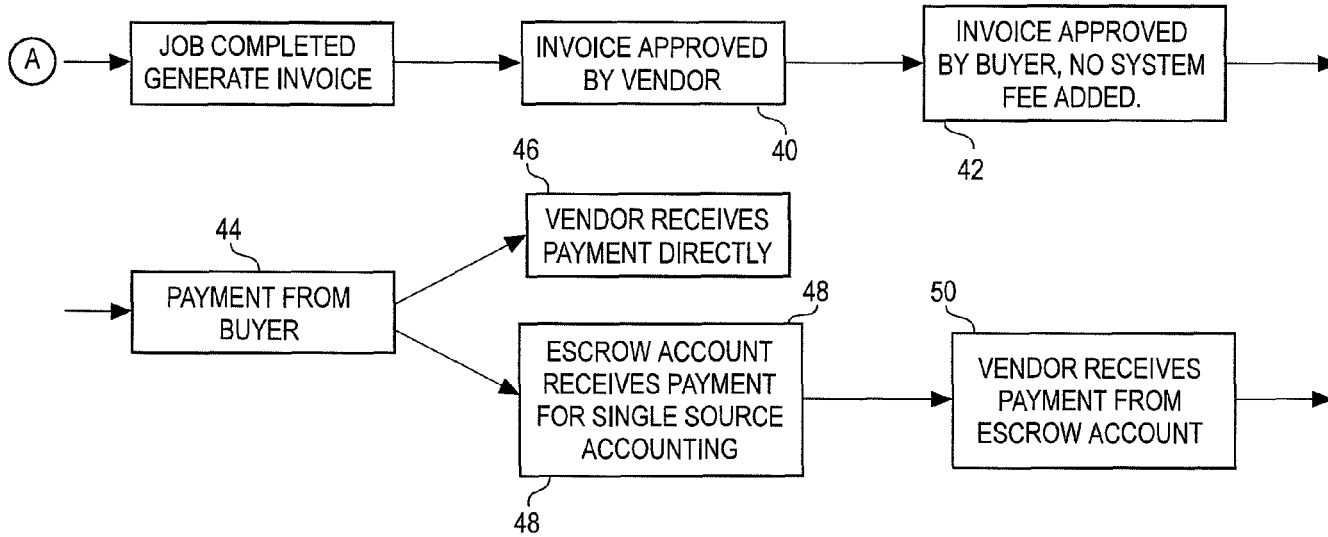 A
JOB COMPLETED
GENERATE INVOICE
INVOICE APPROVED
BY VENDOR
40
INVOICE APPROVED
BY BUYER, NO SYSTEM
FEE ADDED.
42
44
PAYMENT FROM
BUYER
46
VENDOR RECEIVES
PAYMENT DIRECTLY
48
ESCROW ACCOUNT
RECEIVES PAYMENT
FOR SINGLE SOURCE
ACCOUNTING
48
50
VENDOR RECEIVES
PAYMENT FROM
ESCROW ACCOUNT